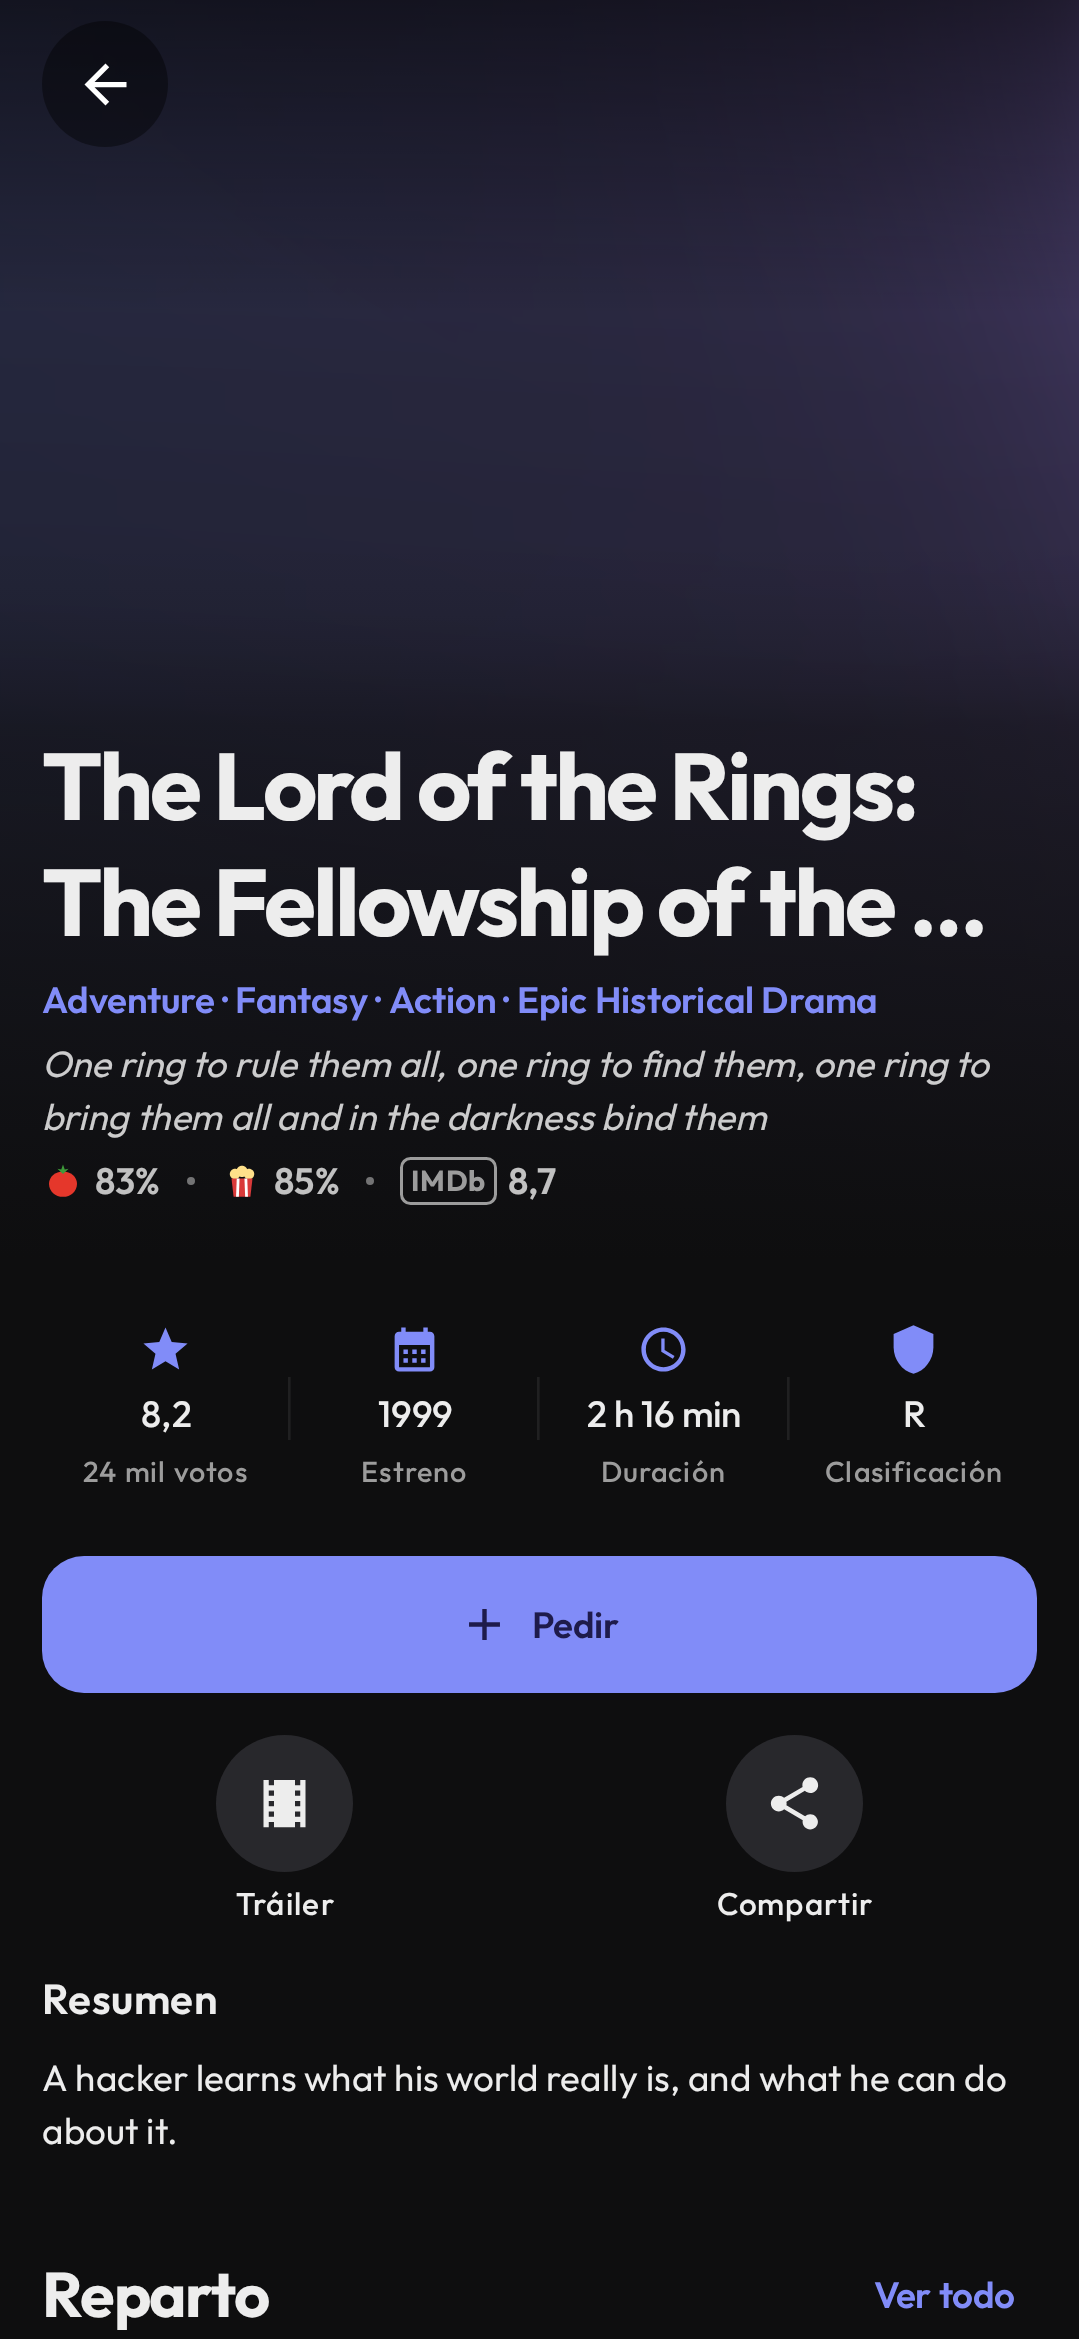 The Lord of the Rings:
The Fellowship of the ...
Adventure · Fantasy · Action · Epic Historical Drama
One ring to rule them all, one ring to find them, one ring to
bring them all and in the darkness bind them
83% • 85% • IMDb 8,7
8,2 1999 2 h 16 min R
24 mil votos Estreno Duración Clasificación
+ Pedir
Tráiler Compartir
Resumen
A hacker learns what his world really is, and what he can do
about it.
Reparto Ver todo